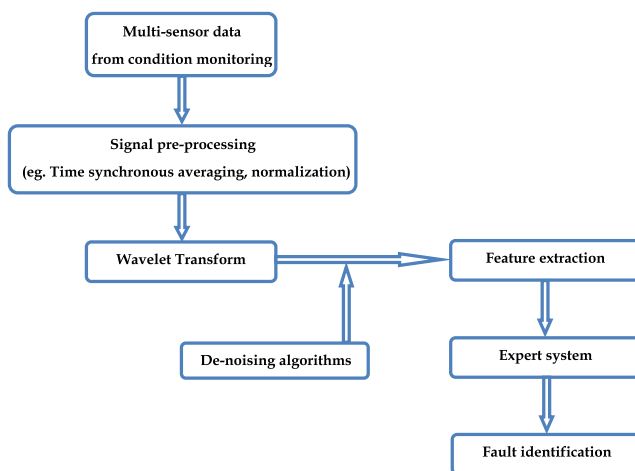 Multi-sensor data
from condition monitoring
Signal pre-processing
(eg. Time synchronous averaging, normalization)
Wavelet Transform
Feature extraction
De-noising algorithms
Expert system
Fault identification